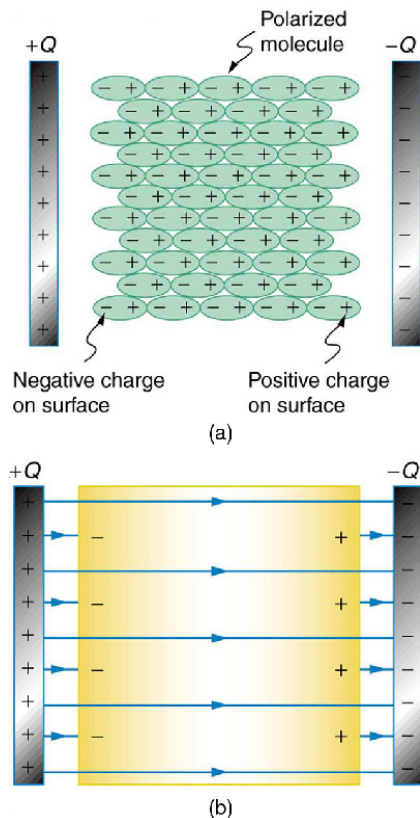 Polarized
molecule
+Q
−Q
Negative charge
on surface
Positive charge
on surface
(a)
+Q
−Q
(b)